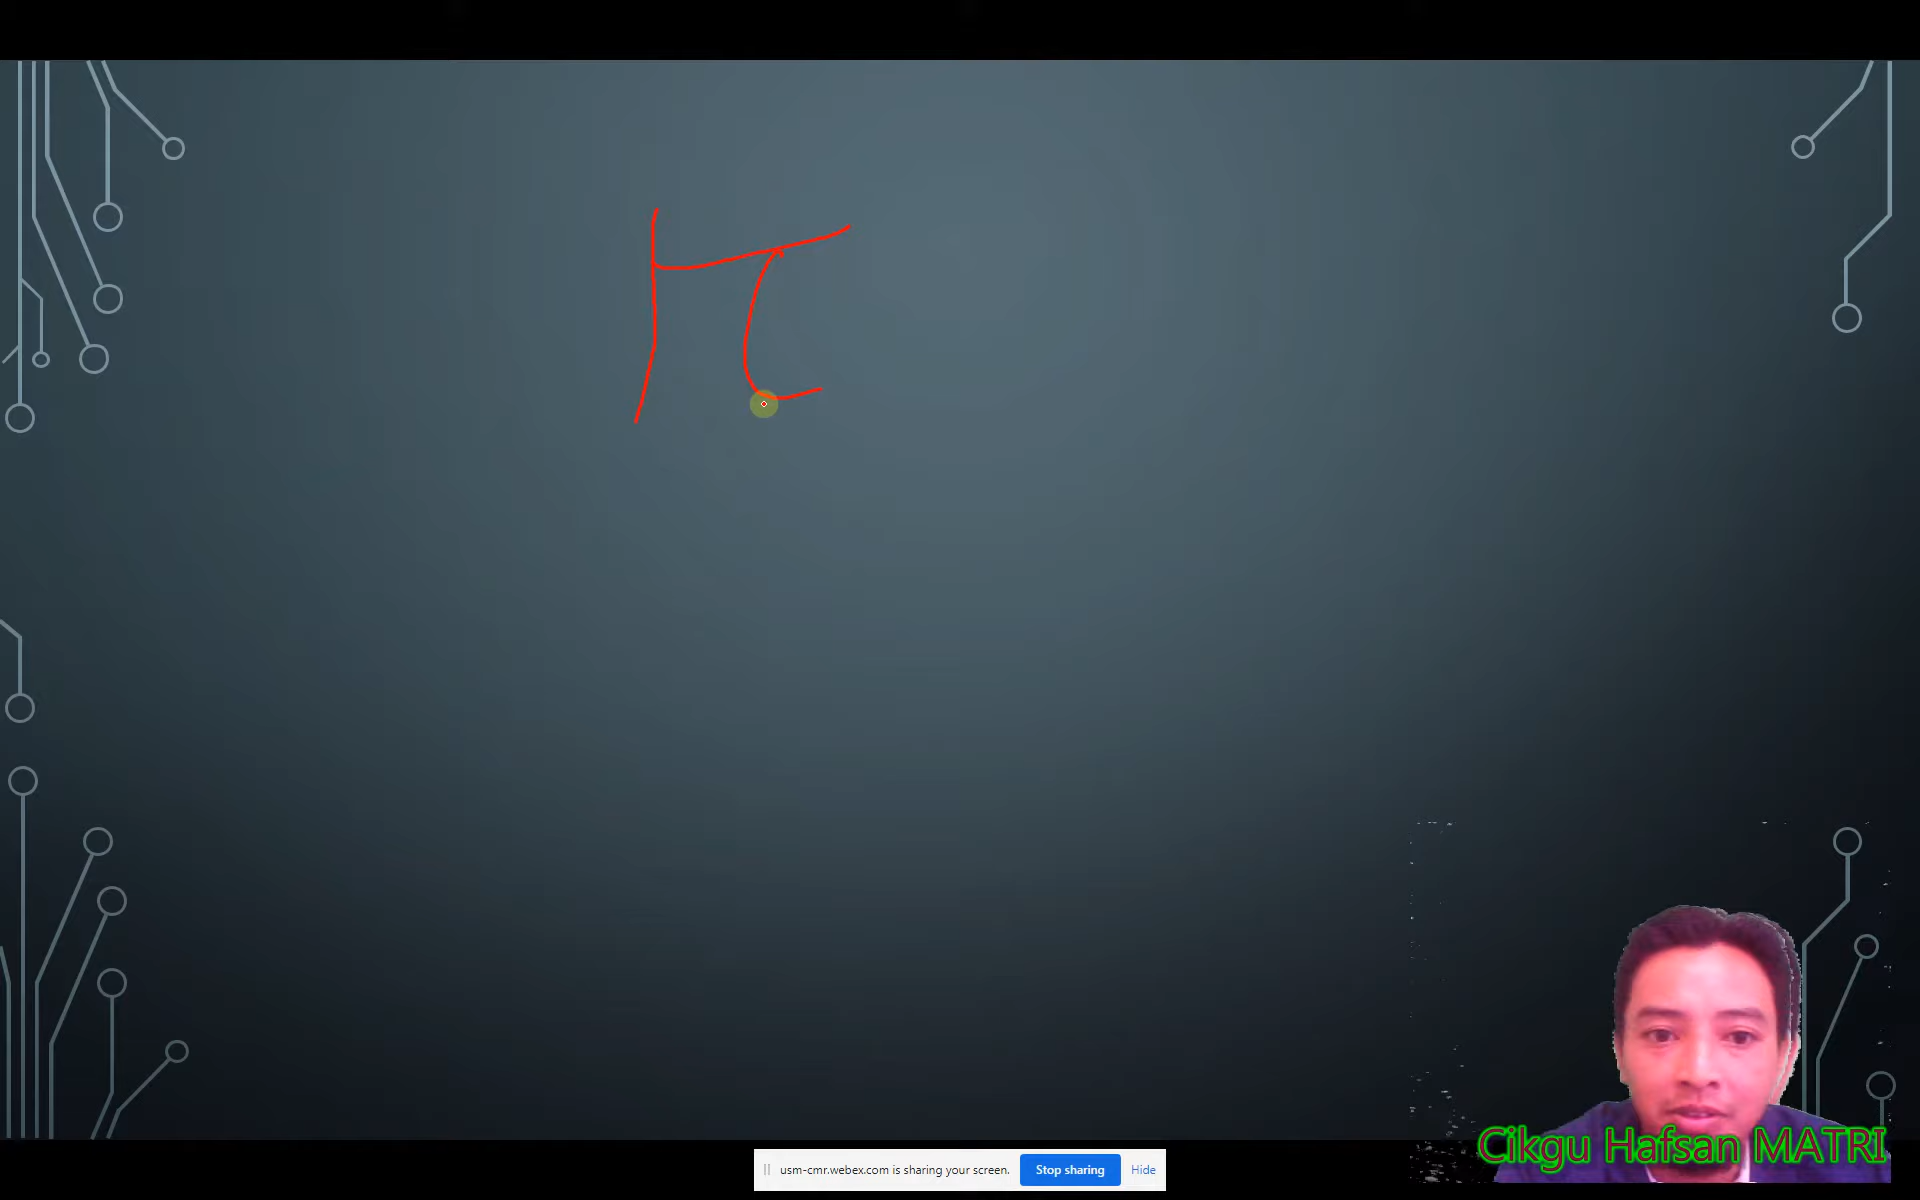 π
usm-cmr.webex.com is sharing your screen. Stop sharing Hide
Cikgu Hafsan MATRI